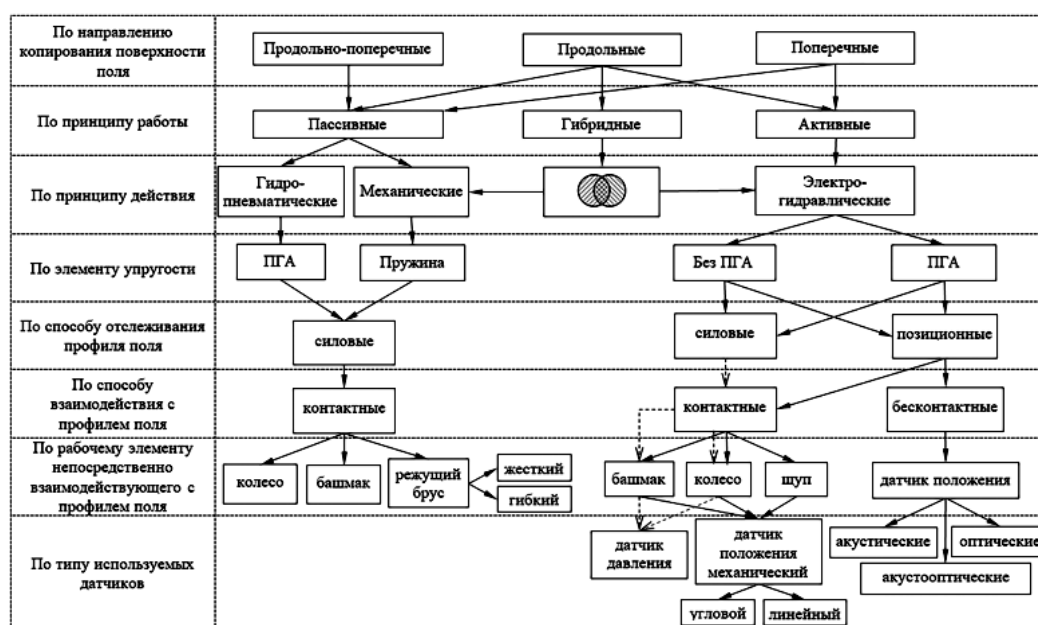 По направлению
копирования поверхности
поля
Продольно-поперечные
Продольные
Поперечные
По принципу работы
Пассивные
Гибридные
Активные
По принципу действия
Гидро-
пневматические
Механические
Электро-
гидравлические
По элементу упругости
ПГА
Пружина
Без ПГА
ПГА
По способу отслеживания
профиля поля
силовые
силовые
позиционные
По способу
взаимодействия с
профилем поля
контактные
контактные
бесконтактные
По рабочему элементу
непосредственно
взаимодействующего с
профилем поля
колесо
башмак
режущий
брус
жесткий
гибкий
башмак
колесо
щуп
датчик положения
По типу используемых
датчиков
датчик
давления
датчик
положения
механический
угловой
линейный
акустические
оптические
акустооптические